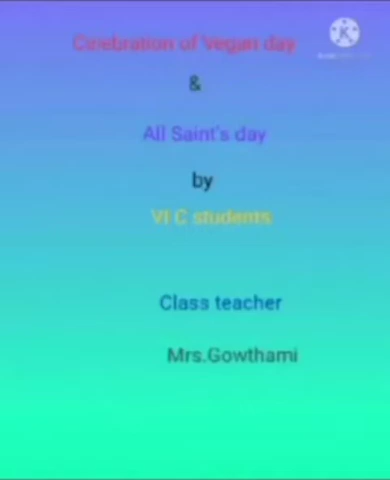 Celebration of Vegan day
&
All Saint's day
by
VI C students
Class teacher
Mrs.Gowthami